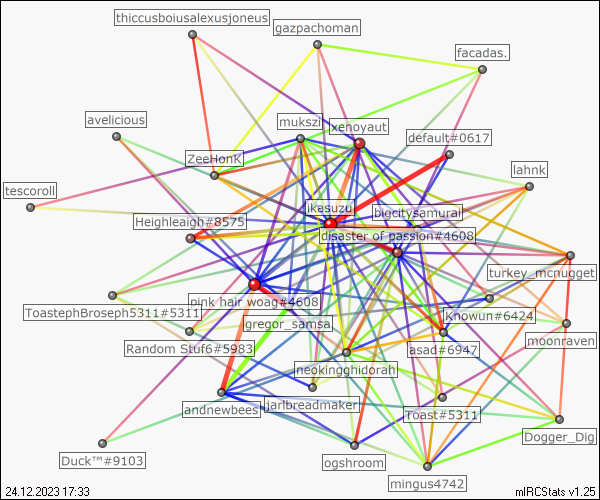 thiccusboiusalexusjoneus
gazpachoman
facadas.
avelicious
mukszi
xenoyaut
default#0617
ZeeHonK
lahnk
tescoroll
jkasuzu
bigcitysamurai
Heighleaigh#8575
disaster of passion#4608
turkey_mcnugget
pink hair woag#4608
ToastephBroseph5311#5311
gregor_samsa
Knowun#6424
moonraven
Random Stuf6#5983
asad#6947
neokingghidorah
andnewbees
jarlbreadmaker
roast#5311
Dogger_Dig
Duck™#9103
ogshroom
mingus4742
24.12.2023 17:33
mIRCStats v1.25